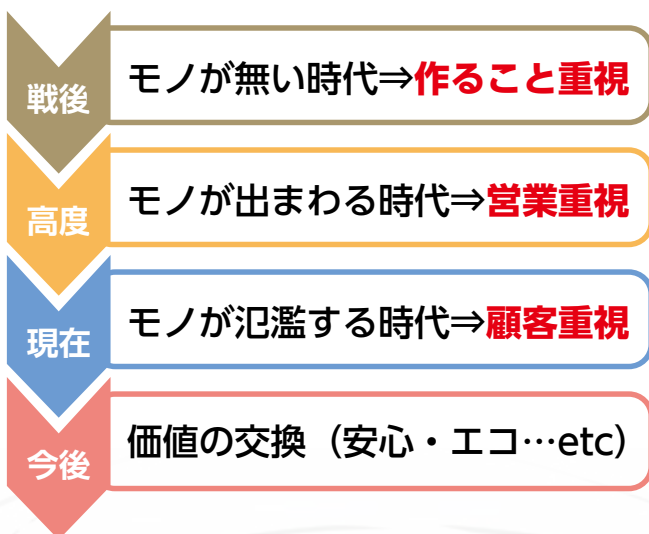 戦後
モノが無い時代⇒作ること重視
高度
モノが出まわる時代⇒営業重視
現在
モノが氾濫する時代⇒顧客重視
今後
価値の交換（安心・エコ…etc）